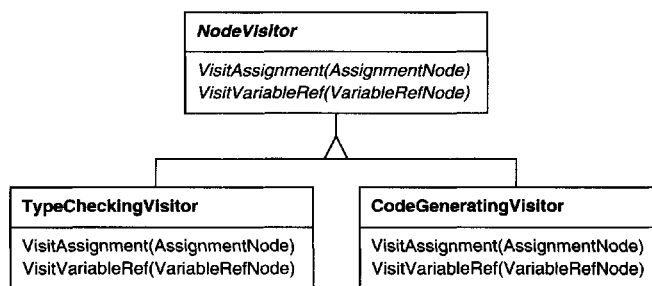 NodeVisitor
VisitAssignment(AssignmentNode)
VisitVariableRef(VariableRefNode)
TypeCheckingVisitor
VisitAssignment(AssignmentNode)
VisitVariableRef(VariableRefNode)
CodeGeneratingVisitor
VisitAssignment(AssignmentNode)
VisitVariableRef(VariableRefNode)